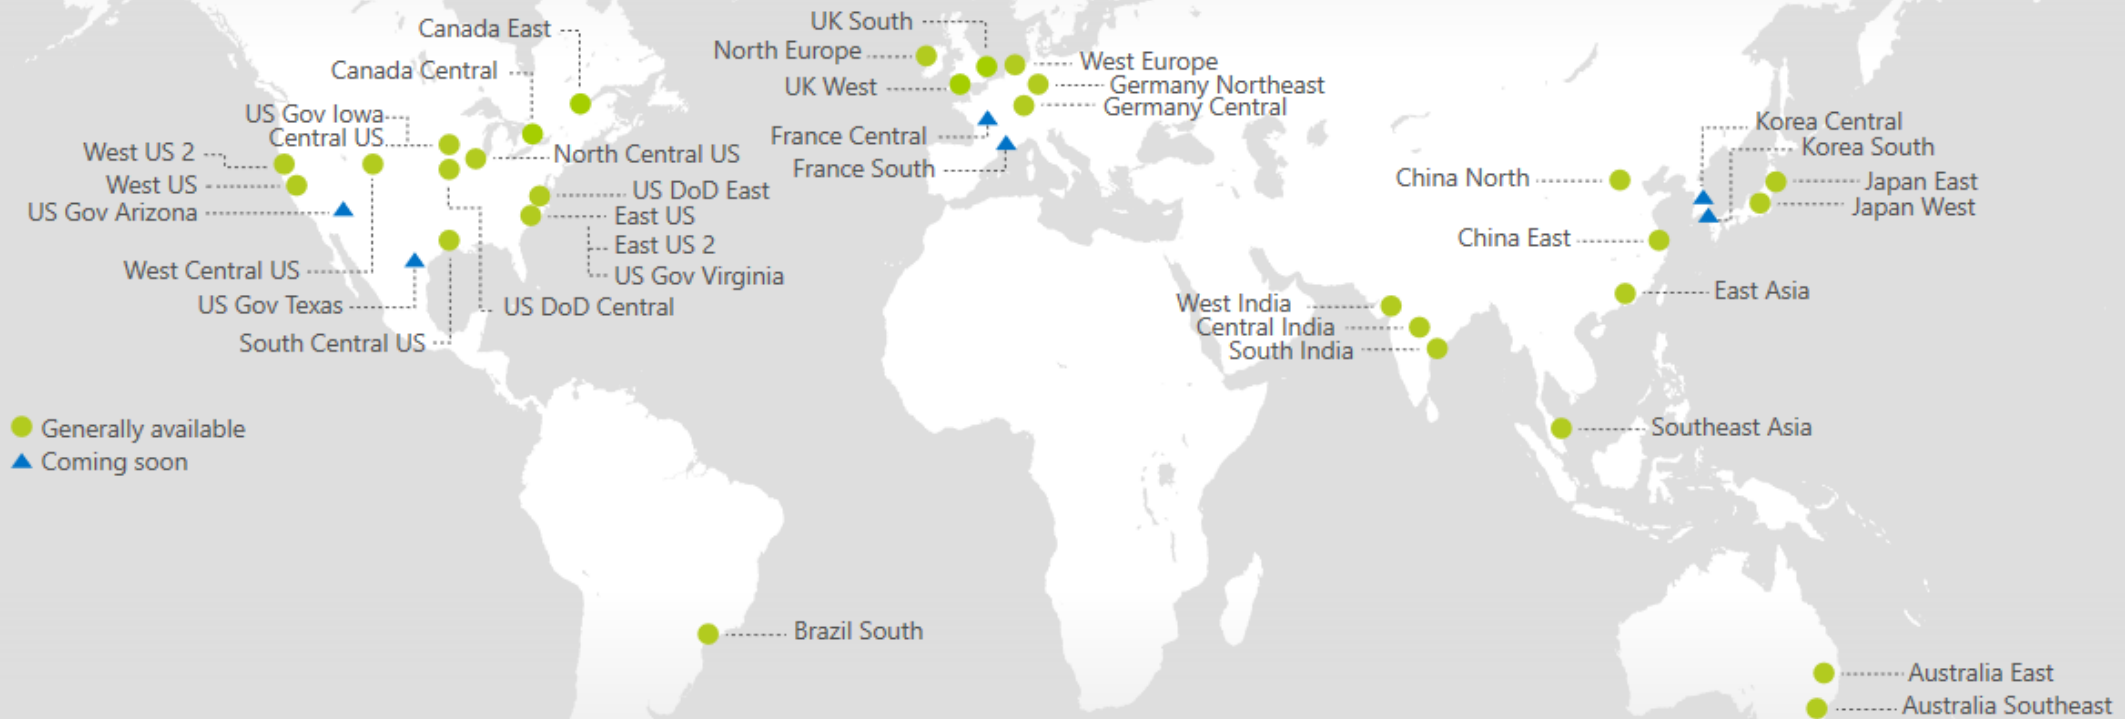 Canada East
Canada Central
US Gov Iowa
Central US
West US 2
West US
US Gov Arizona
West Central US
US Gov Texas
South Central US
North Central US
US DoD East
East US
East US 2
US Gov Virginia
US DoD Central
Generally available
Coming soon
Brazil South
UK South
North Europe
UK West
West Europe
Germany Northeast
Germany Central
France Central
France South
Korea Central
Korea South
China North
Japan East
Japan West
China East
East Asia
West India
Central India
South India
Southeast Asia
Australia East
Australia Southeast